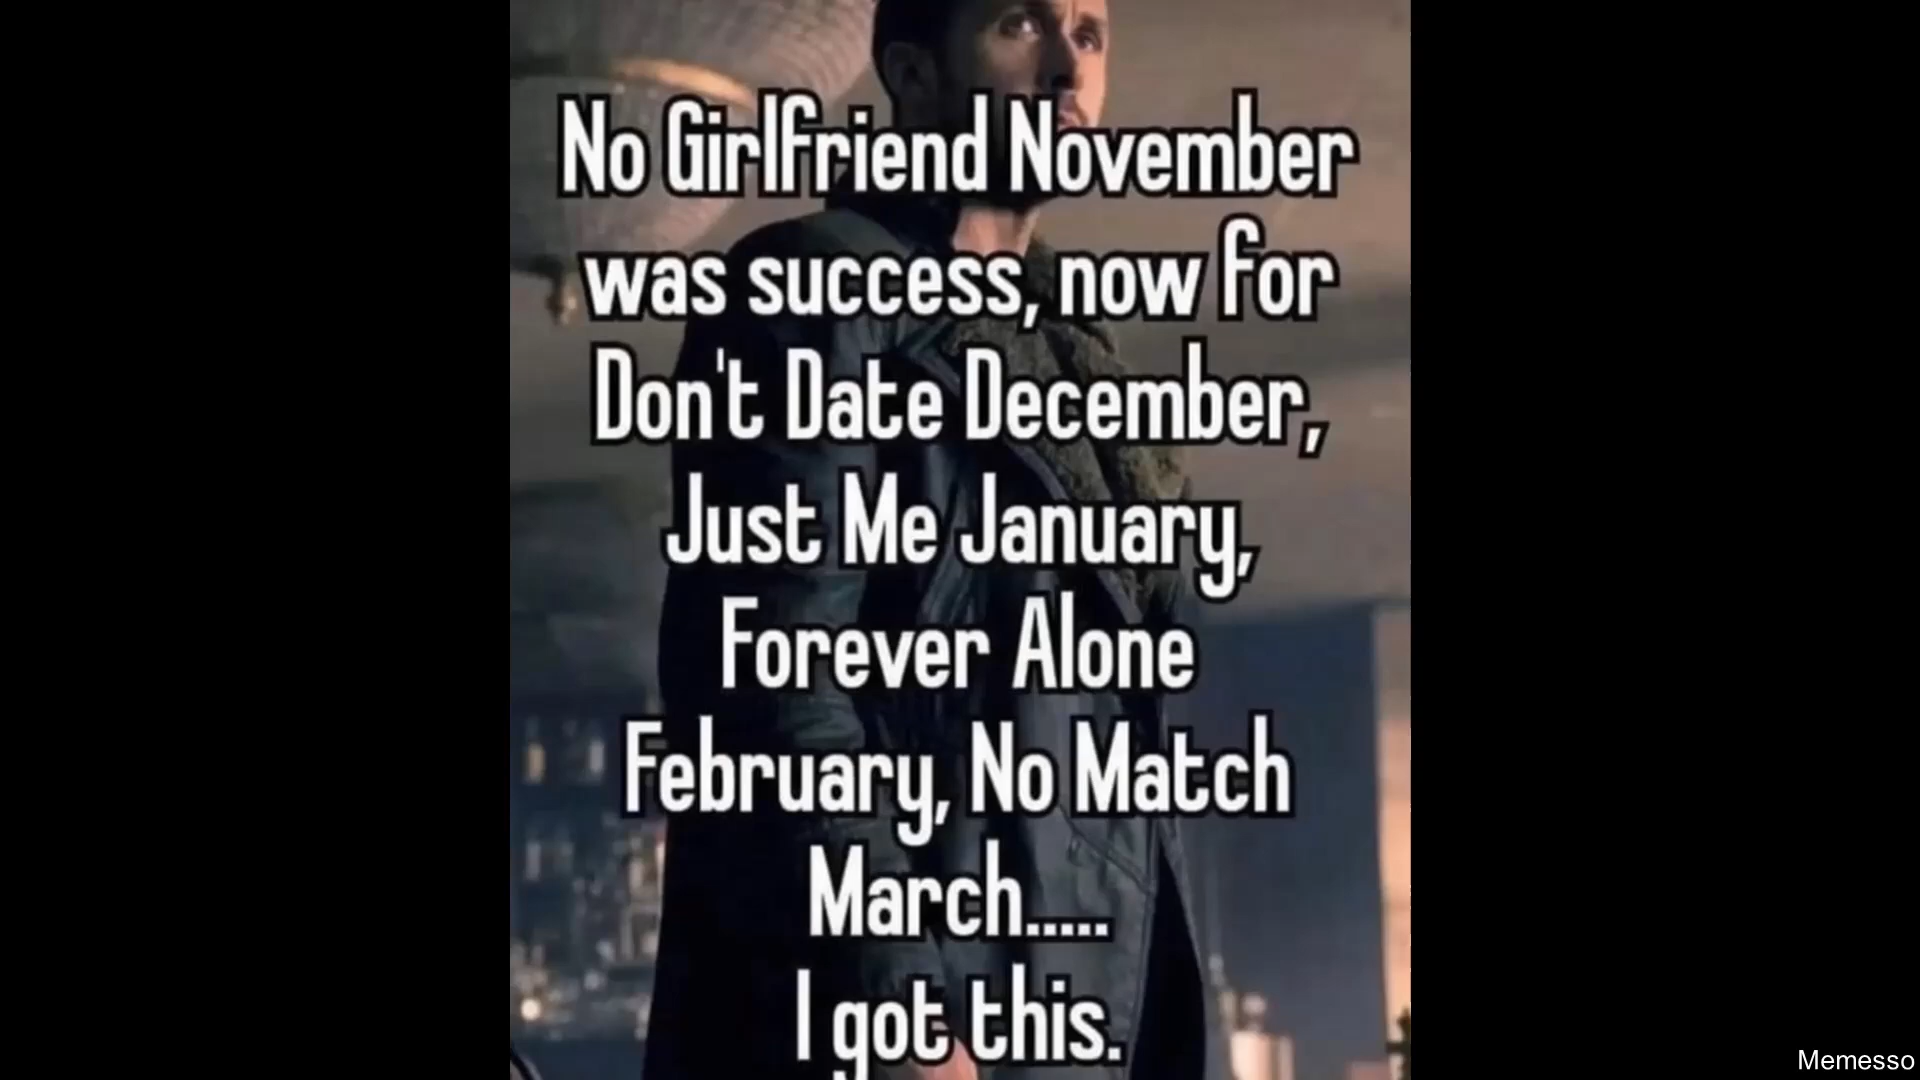 No Girlfriend November
was success, now for
Don't Date December,
Just Me January,
Forever Alone
February, No Match
March.....
I got this.
Memesso